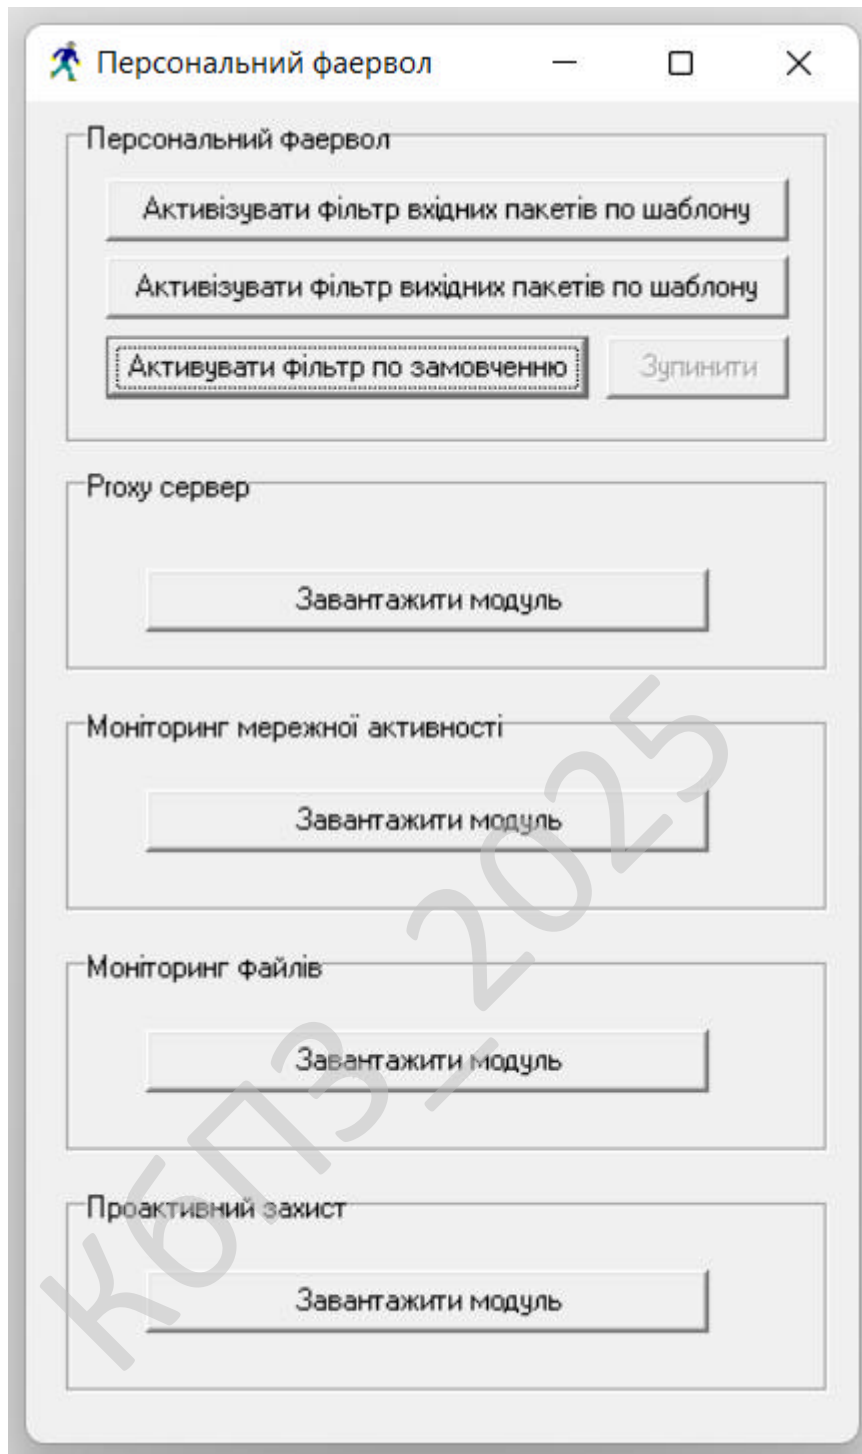 Персональний фаервол
Персональний фаервол
Активізувати фільтр вхідних пакетів по шаблону
Активізувати фільтр вихідних пакетів по шаблону
Активувати фільтр по замовченню
Зупинити
Proxy сервер
Завантажити модуль
Моніторинг мережної активності
Завантажити модуль
Моніторинг файлів
Завантажити модуль
Проактивний захист
Завантажити модуль
КБПЗ_2025